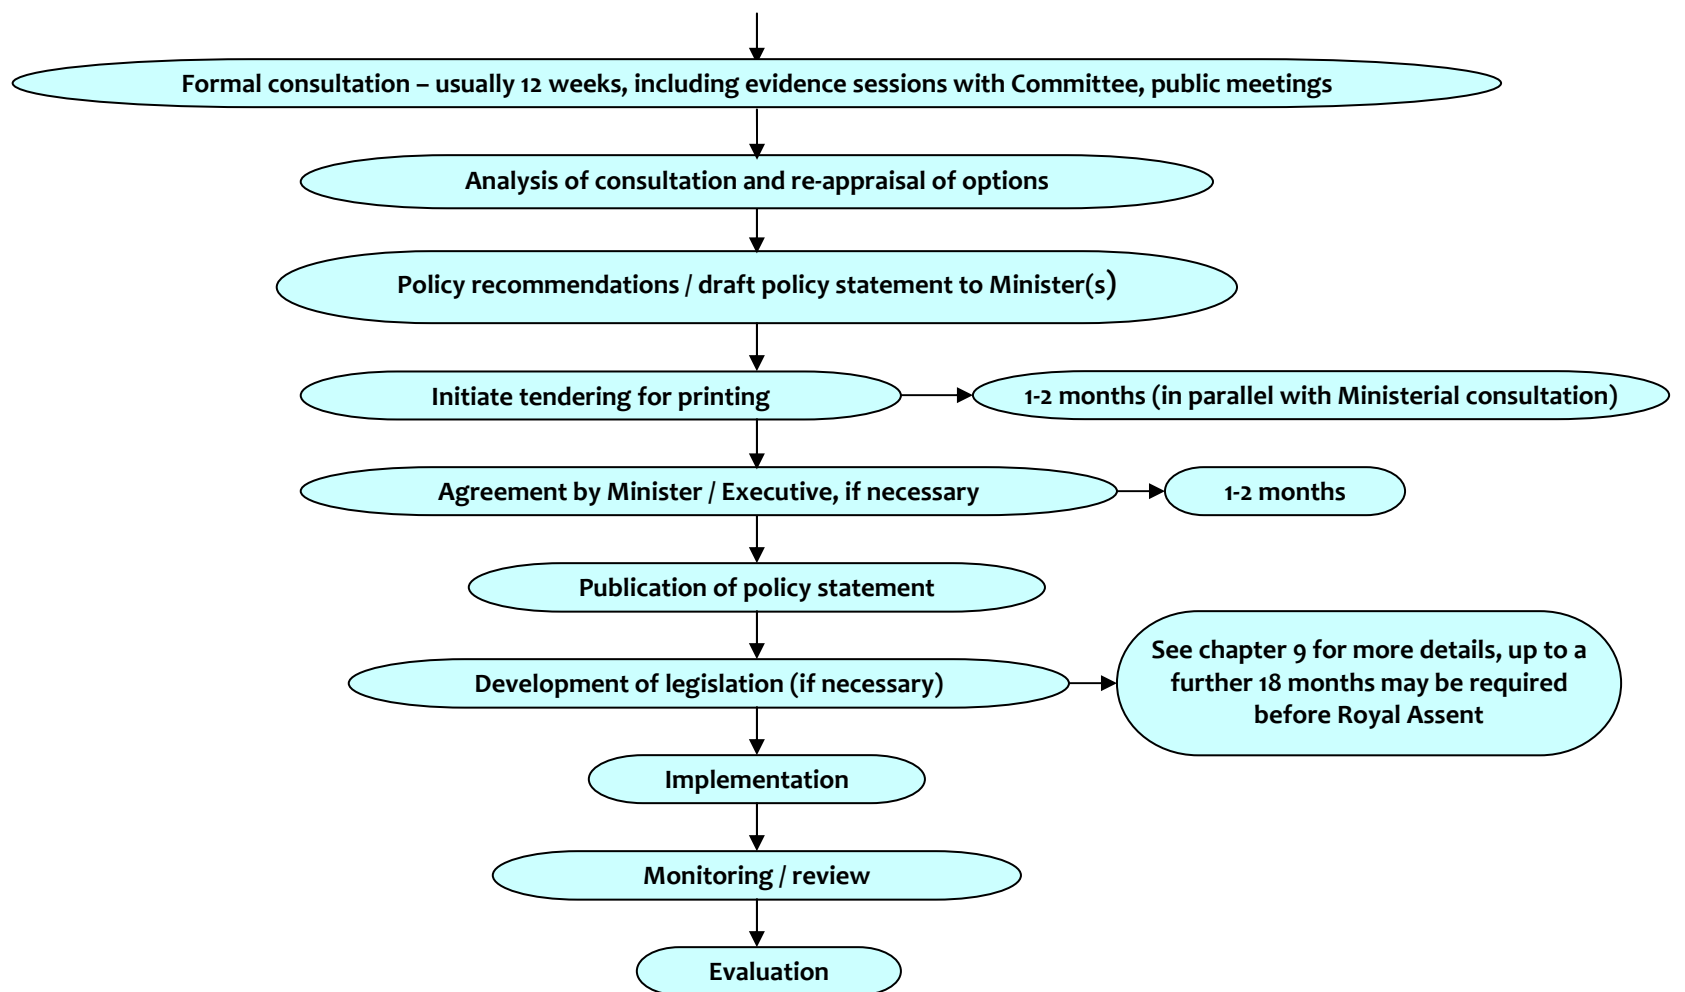 Formal consultation – usually 12 weeks, including evidence sessions with Committee, public meetings
Analysis of consultation and re-appraisal of options
Policy recommendations / draft policy statement to Minister(s)
Initiate tendering for printing
1-2 months (in parallel with Ministerial consultation)
Agreement by Minister / Executive, if necessary
1-2 months
Publication of policy statement
Development of legislation (if necessary)
See chapter 9 for more details, up to a
further 18 months may be required
before Royal Assent
Implementation
Monitoring / review
Evaluation